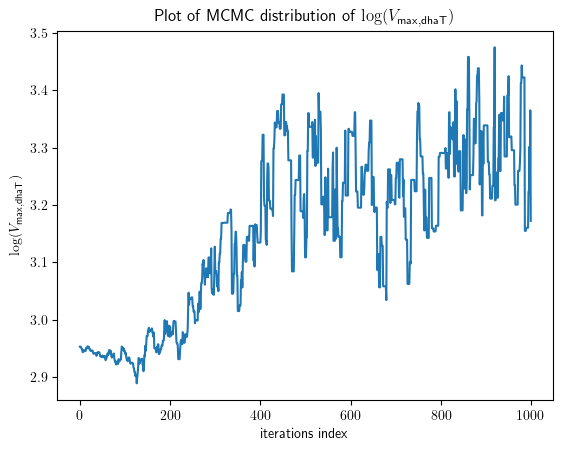 Plot of MCMC distribution of log(V_max,dhaT)
log(V_max,dhaT)
3.5
3.4
3.3
3.2
3.1
3.0
2.9
0 200 400 600 800 1000
iterations index